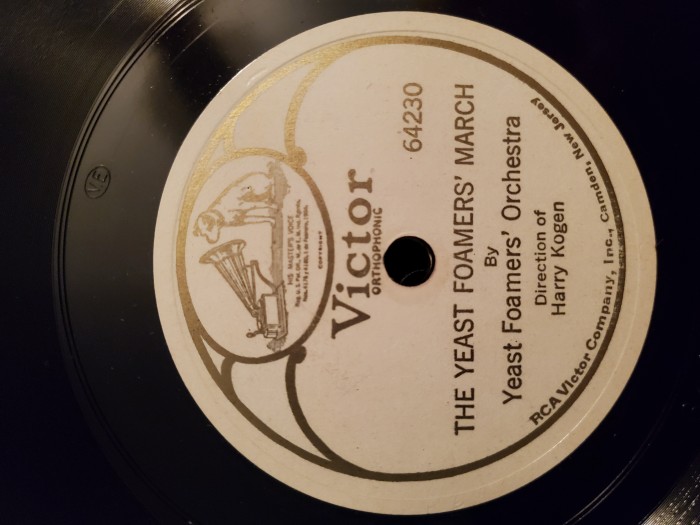 VE
HIS MASTER'S VOICE
COPYRIGHT
Victor
ORTHOPHONIC
64230
THE YEAST FOAMERS' MARCH
By
Yeast Foamers' Orchestra
Direction of
Harry Kogen
RCA Victor Company, Inc., Camden, New Jersey